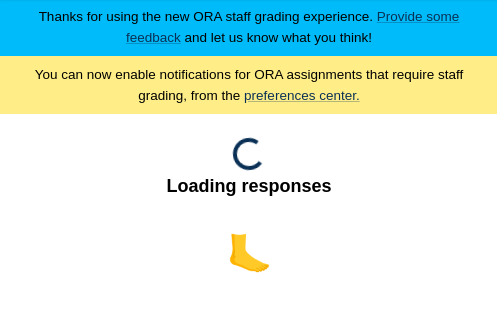 Thanks for using the new ORA staff grading experience. Provide some
feedback and let us know what you think!
You can now enable notifications for ORA assignments that require staff
grading, from the preferences center.
Loading responses